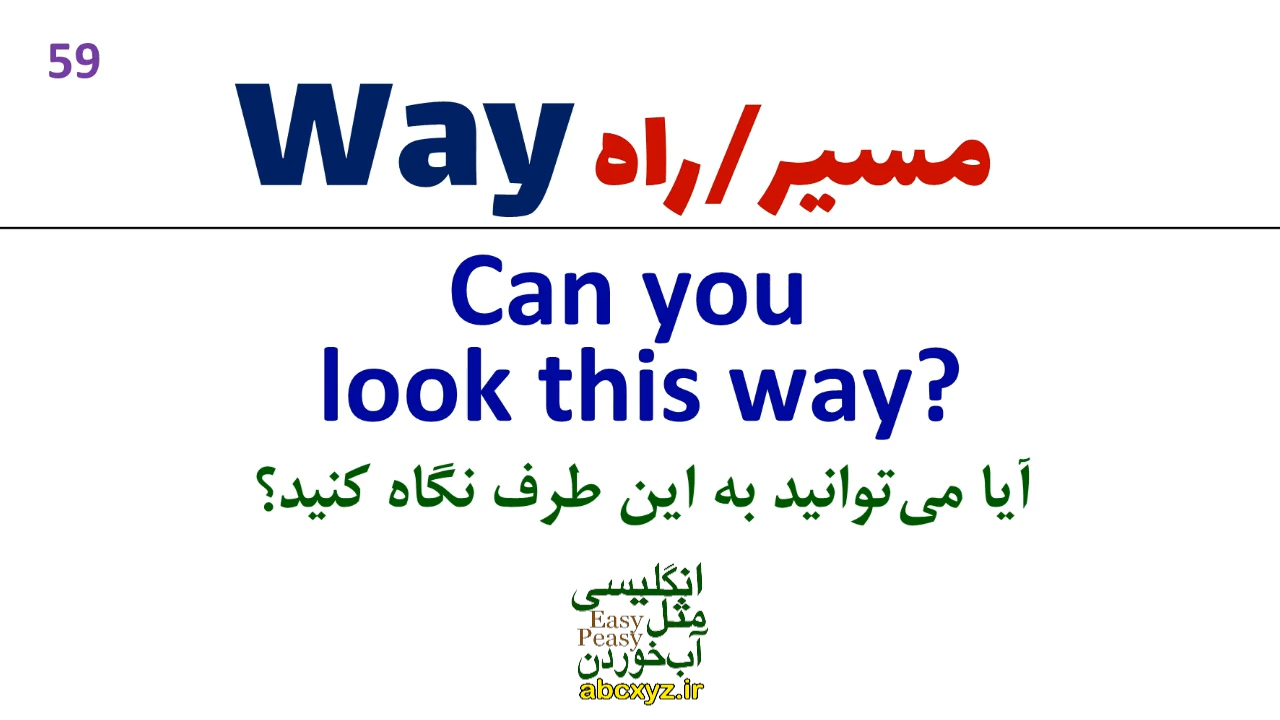 59
Way مسیر/راه
Can you
look this way?
آیا می‌توانید به این طرف نگاه کنید؟
انگلیسی
مثل
Easy
Peasy
آب‌خوردن
abcxyz.ir